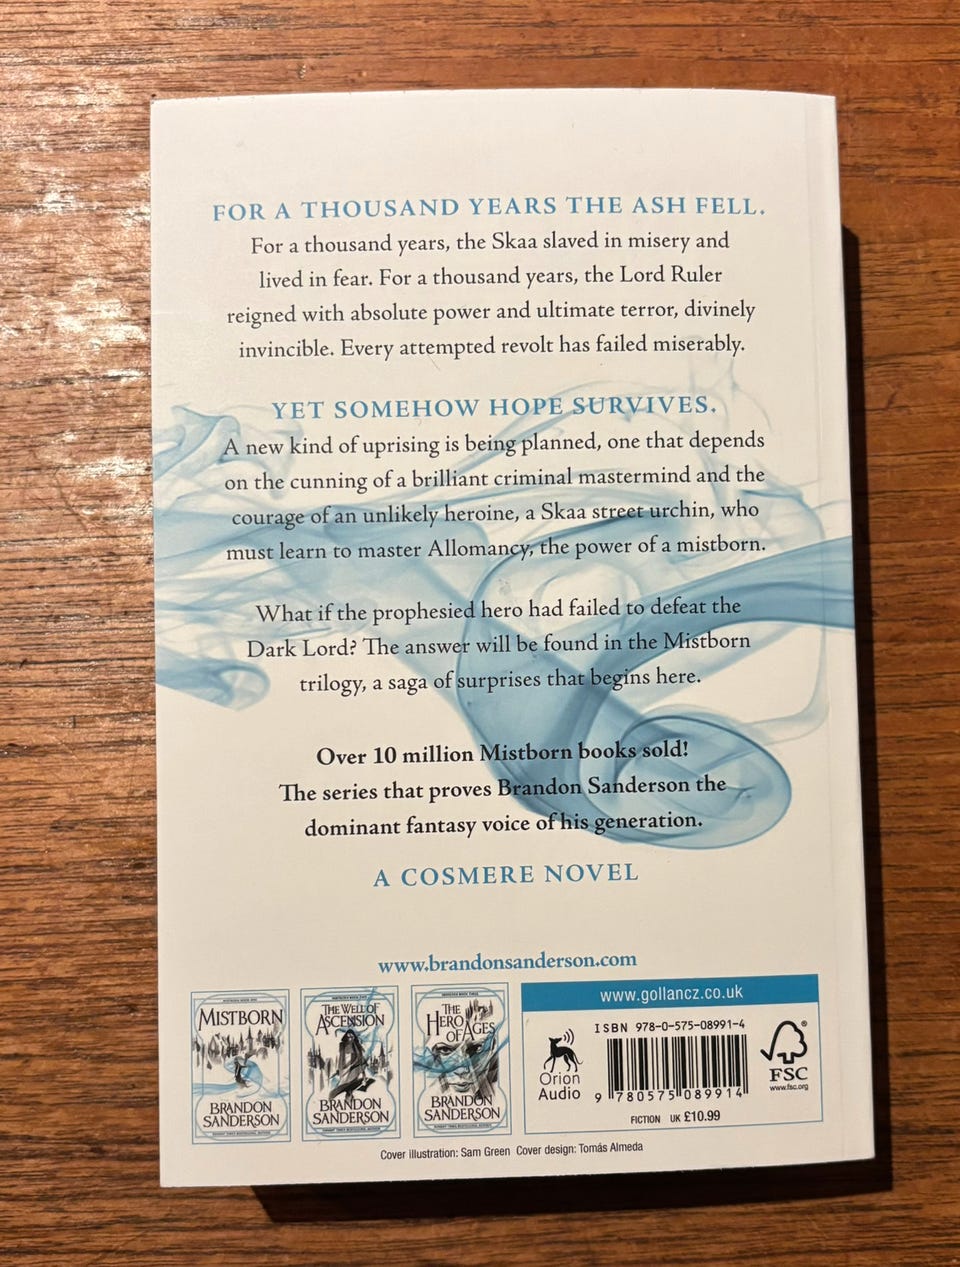 FOR A THOUSAND YEARS THE ASH FELL.
For a thousand years, the Skaa slaved in misery and
lived in fear. For a thousand years, the Lord Ruler
reigned with absolute power and ultimate terror, divinely
invincible. Every attempted revolt has failed miserably.
YET SOMEHOW HOPE SURVIVES.
A new kind of uprising is being planned, one that depends
on the cunning of a brilliant criminal mastermind and the
courage of an unlikely heroine, a Skaa street urchin, who
must learn to master Allomancy, the power of a mistborn.
What if the prophesied hero had failed to defeat the
Dark Lord? The answer will be found in the Mistborn
trilogy, a saga of surprises that begins here.
Over 10 million Mistborn books sold!
The series that proves Brandon Sanderson the
dominant fantasy voice of his generation.
A COSMERE NOVEL
www.brandonsanderson.com
MISTBORN
BRANDON
SANDERSON
THE WELL OF
ASCENSION
BRANDON
SANDERSON
THE
HERO
OF AGES
BRANDON
SANDERSON
www.gollancz.co.uk
ISBN 978-0-575-08991-4
Orion
Audio
9 780575 089914
FSC
®
www.fsc.org
FICTION UK £10.99
Cover illustration: Sam Green Cover design: Tomás Almeda